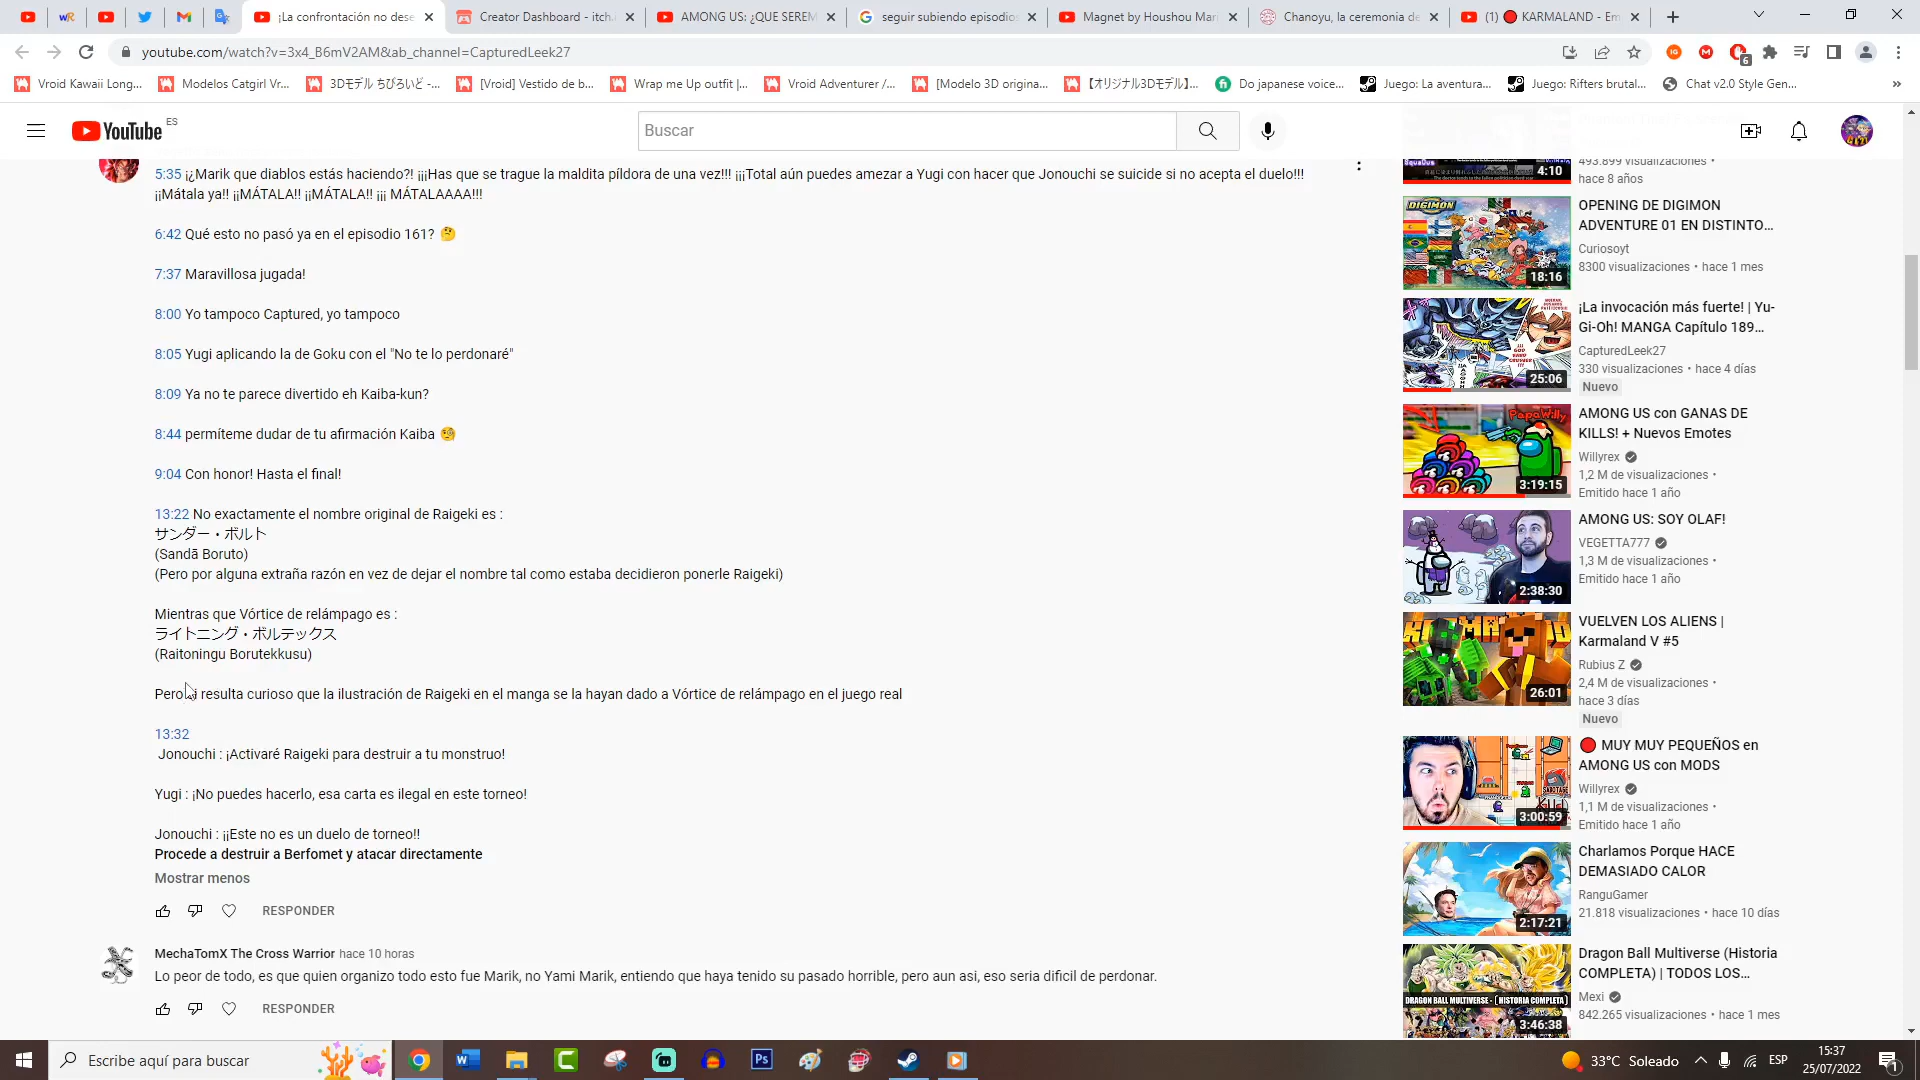 ¡La confrontación no dese
Creator Dashboard - itch.i
AMONG US: ¿QUE SEREM
seguir subiendo episodios
Magnet by Houshou Mari
Chanoyu, la ceremonia de
(1) 🔴 KARMALAND - Em
youtube.com/watch?v=3x4_B6mV2AM&ab_channel=CapturedLeek27
6
Vroid Kawaii Long...
Modelos Catgirl Vr...
3Dモデル ちびろいど -...
[Vroid] Vestido de b...
Wrap me Up outfit |...
Vroid Adventurer /...
[Modelo 3D origina...
【オリジナル3Dモデル】...
Do japanese voice...
Juego: La aventura...
Juego: Rifters brutal...
Chat v2.0 Style Gen...
YouTube ES
Buscar
5:35 ¡¿Marik que diablos estás haciendo?! ¡¡¡Has que se trague la maldita píldora de una vez!!! ¡¡¡Total aún puedes amezar a Yugi con hacer que Jonouchi se suicide si no acepta el duelo!!!
¡¡Mátala ya!! ¡¡MÁTALA!! ¡¡MÁTALA!! ¡¡¡ MÁTALAAAA!!!
6:42 Qué esto no pasó ya en el episodio 161? 🤔
7:37 Maravillosa jugada!
8:00 Yo tampoco Captured, yo tampoco
8:05 Yugi aplicando la de Goku con el "No te lo perdonaré"
8:09 Ya no te parece divertido eh Kaiba-kun?
8:44 permíteme dudar de tu afirmación Kaiba 🧐
9:04 Con honor! Hasta el final!
13:22 No exactamente el nombre original de Raigeki es :
サンダー・ボルト
(Sandā Boruto)
(Pero por alguna extraña razón en vez de dejar el nombre tal como estaba decidieron ponerle Raigeki)
Mientras que Vórtice de relámpago es :
ライトニング・ボルテックス
(Raitoningu Borutekkusu)
Pero si resulta curioso que la ilustración de Raigeki en el manga se la hayan dado a Vórtice de relámpago en el juego real
13:32
Jonouchi : ¡Activaré Raigeki para destruir a tu monstruo!
Yugi : ¡No puedes hacerlo, esa carta es ilegal en este torneo!
Jonouchi : ¡¡Este no es un duelo de torneo!!
Procede a destruir a Berfomet y atacar directamente
Mostrar menos
RESPONDER
MechaTomX The Cross Warrior hace 10 horas
Lo peor de todo, es que quien organizo todo esto fue Marik, no Yami Marik, entiendo que haya tenido su pasado horrible, pero aun asi, eso seria dificil de perdonar.
RESPONDER
4:10
493.899 visualizaciones •
hace 8 años
DIGIMON
18:16
OPENING DE DIGIMON
ADVENTURE 01 EN DISTINTO...
Curiosoyt
8300 visualizaciones • hace 1 mes
25:06
¡La invocación más fuerte! | Yu-
Gi-Oh! MANGA Capítulo 189...
CapturedLeek27
330 visualizaciones • hace 4 días
Nuevo
PapaWilly
3:19:15
AMONG US con GANAS DE
KILLS! + Nuevos Emotes
Willyrex
1,2 M de visualizaciones •
Emitido hace 1 año
2:38:30
AMONG US: SOY OLAF!
VEGETTA777
1,3 M de visualizaciones •
Emitido hace 1 año
26:01
VUELVEN LOS ALIENS |
Karmaland V #5
Rubius Z
2,4 M de visualizaciones •
hace 3 días
Nuevo
3:00:59
🔴 MUY MUY PEQUEÑOS en
AMONG US con MODS
Willyrex
1,1 M de visualizaciones •
Emitido hace 1 año
2:17:21
Charlamos Porque HACE
DEMASIADO CALOR
RanguGamer
21.818 visualizaciones • hace 10 días
DRAGON BALL MULTIVERSE - (HISTORIA COMPLETA)
3:46:38
Dragon Ball Multiverse (Historia
COMPLETA) | TODOS LOS...
Mexi
842.265 visualizaciones • hace 1 mes
Escribe aquí para buscar
33°C Soleado
ESP
15:37
25/07/2022
1